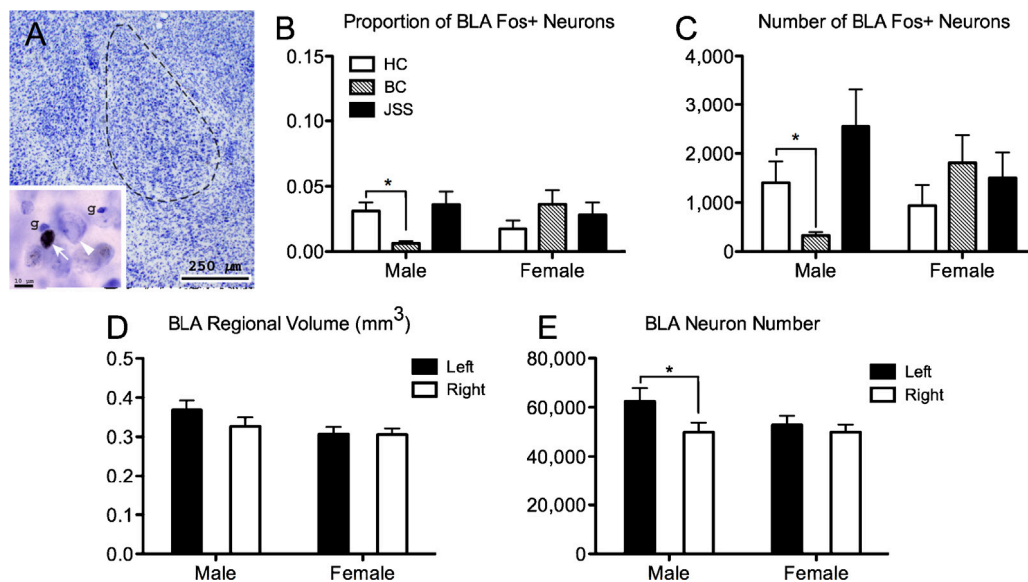 A
g
g
10 µm
250 µm
B
Proportion of BLA Fos+ Neurons
0.15
0.10
0.05
0.00
HC
BC
JSS
*
Male
Female
C
Number of BLA Fos+ Neurons
4,000
3,000
2,000
1,000
0
*
Male
Female
D
BLA Regional Volume (mm3)
0.5
0.4
0.3
0.2
0.1
0.0
Left
Right
Male
Female
E
BLA Neuron Number
80,000
60,000
40,000
20,000
0
*
Left
Right
Male
Female